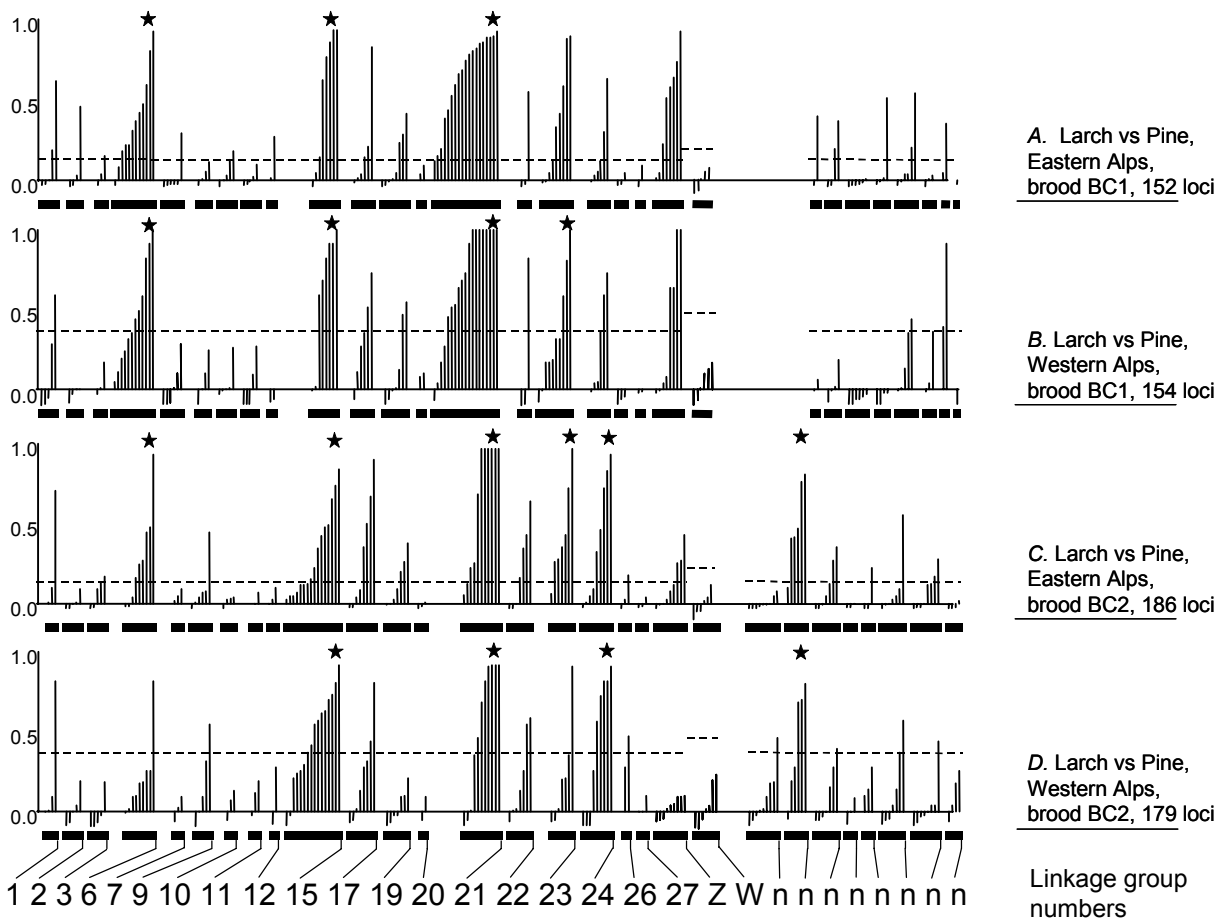 1.0
0.5
0.0
A. Larch vs Pine,
Eastern Alps,
brood BC1, 152 loci
1.0
0.5
0.0
B. Larch vs Pine,
Western Alps,
brood BC1, 154 loci
1.0
0.5
0.0
C. Larch vs Pine,
Eastern Alps,
brood BC2, 186 loci
1.0
0.5
0.0
D. Larch vs Pine,
Western Alps,
brood BC2, 179 loci
1 2 3 6 7 9 10 11 12 15 17 19 20 21 22 23 24 26 27 Z W n n n n n n n
Linkage group
numbers